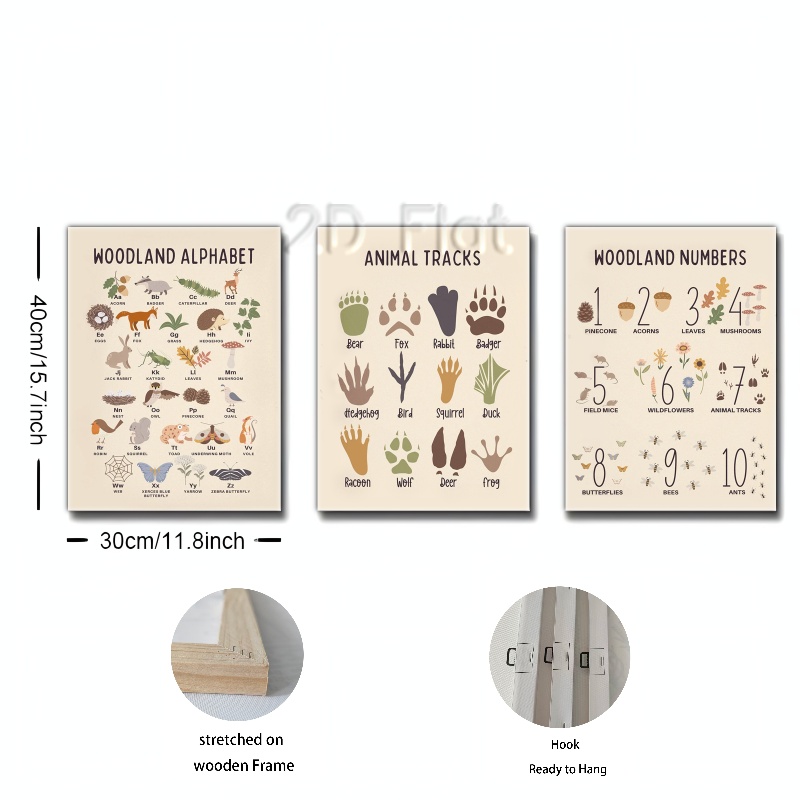 2D Flat
WOODLAND ALPHABET
Aa Bb Cc Dd
ACORN BADGER CATERPILLAR DEER
Ee Ff Gg Hh Ii
EGGS FOX GRASS HEDGEHOG IVY
Jj Kk Ll Mm
JACK RABBIT KATYDID LEAVES MUSHROOM
Nn Oo Pp Qq
NEST OWL PINECONE QUAIL
Rr Ss Tt Uu Vv
ROBIN SQUIRREL TOAD UNDERWING MOTH VOLE
Ww Xx Yy Zz
WEB XERCES BLUE BUTTERFLY YARROW ZEBRA BUTTERFLY
ANIMAL TRACKS
Bear Fox Rabbit Badger
Hedgehog Bird Squirrel Duck
Racoon Wolf Deer frog
WOODLAND NUMBERS
1 2 3 4
PINECONE ACORNS LEAVES MUSHROOMS
5 6 7
FIELD MICE WILDFLOWERS ANIMAL TRACKS
8 9 10
BUTTERFLIES BEES ANTS
40cm/15.7inch
30cm/11.8inch
stretched on
wooden Frame
Hook
Ready to Hang